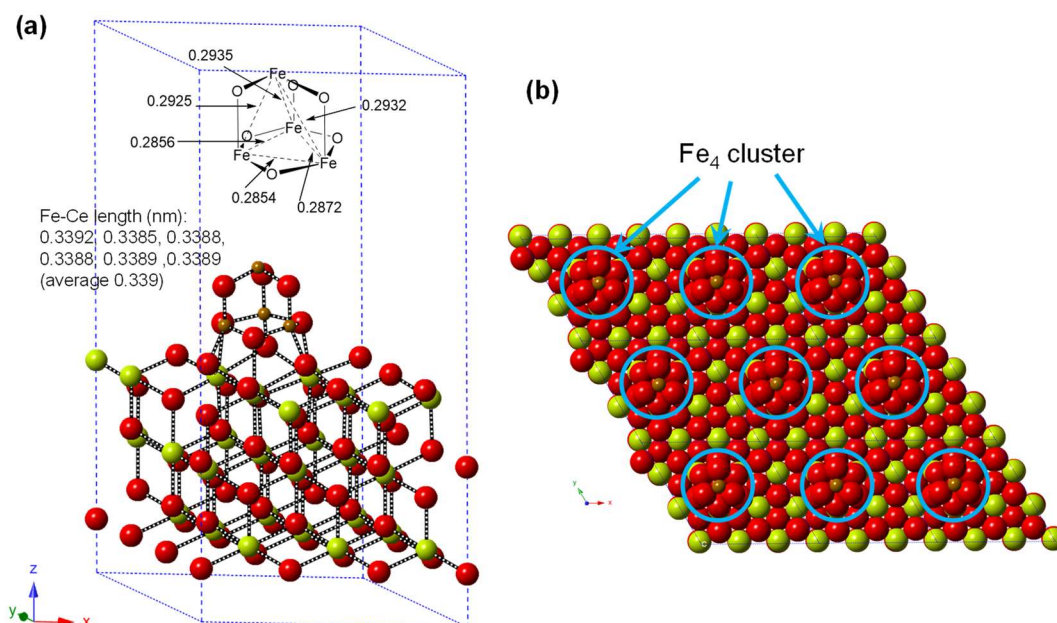 (a)
0.2935
Fe
O
O
O
0.2925
0.2932
O
Fe
O
0.2856
Fe
Fe
O
0.2854
0.2872
Fe-Ce length (nm):
0.3392, 0.3385, 0.3388,
0.3388, 0.3389 ,0.3389
(average 0.339)
z
y
x
(b)
Fe4 cluster
y
x